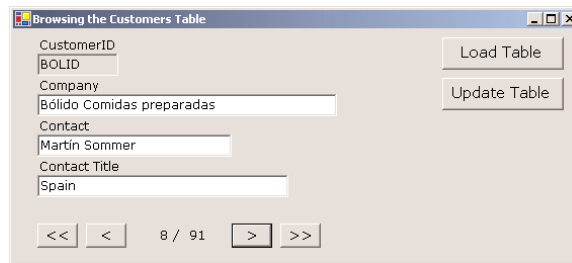 Browsing the Customers Table
CustomerID
BOLID
Company
Bólido Comidas preparadas
Contact
Martín Sommer
Contact Title
Spain
<< < 8 / 91 > >>
Load Table
Update Table